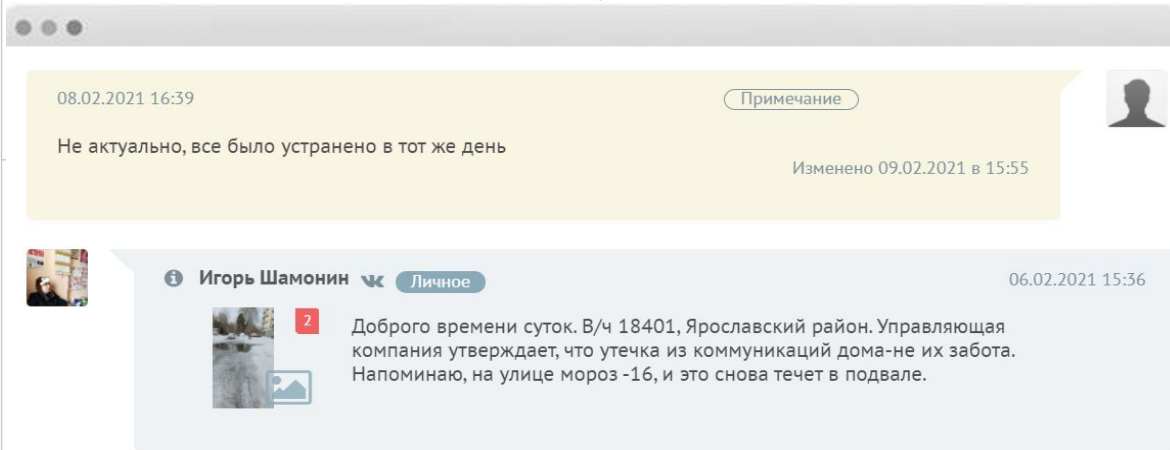 08.02.2021 16:39
Примечание
Не актуально, все было устранено в тот же день
Изменено 09.02.2021 в 15:55
Игорь Шамонин
Личное
06.02.2021 15:36
2
Доброго времени суток. В/ч 18401, Ярославский район. Управляющая
компания утверждает, что утечка из коммуникаций дома-не их забота.
Напоминаю, на улице мороз -16, и это снова течет в подвале.